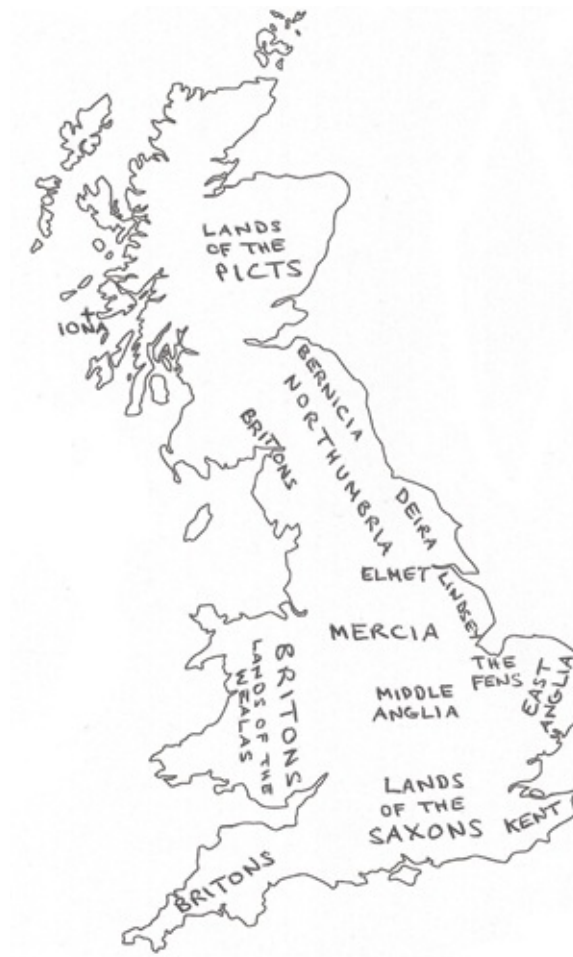 LANDS
OF THE
PICTS
IONA
BERNICIA
NORTHUMBRIA
BRITONS
DEIRA
ELMET
LINDSEY
MERCIA
THE
FENS
EAST
ANGLIA
MIDDLE
ANGLIA
BRITONS
LANDS OF THE
WEALAS
LANDS
OF THE
SAXONS
KENT
BRITONS